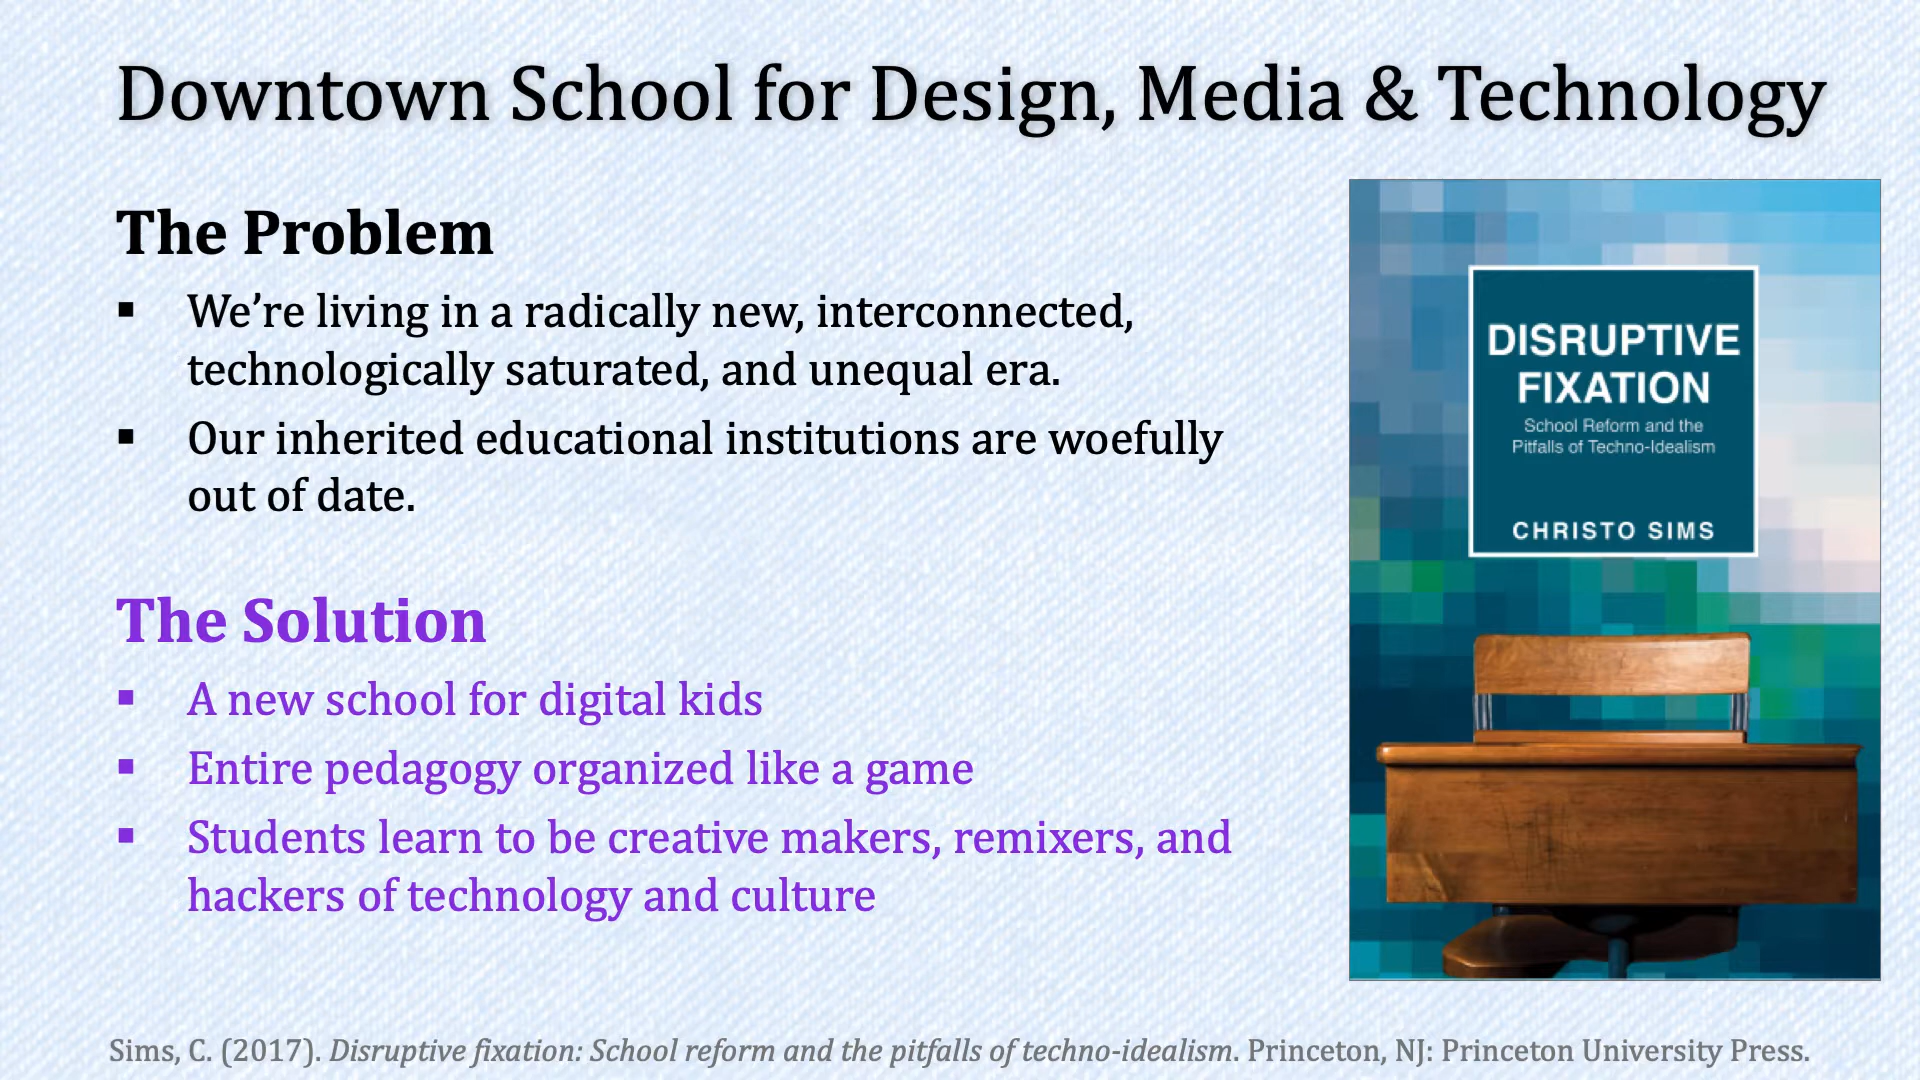 Downtown School for Design, Media & Technology
The Problem
▪ We’re living in a radically new, interconnected,
technologically saturated, and unequal era.
▪ Our inherited educational institutions are woefully
out of date.
The Solution
▪ A new school for digital kids
▪ Entire pedagogy organized like a game
▪ Students learn to be creative makers, remixers, and
hackers of technology and culture
DISRUPTIVE
FIXATION
School Reform and the
Pitfalls of Techno-Idealism
CHRISTO SIMS
Sims, C. (2017). Disruptive fixation: School reform and the pitfalls of techno-idealism. Princeton, NJ: Princeton University Press.